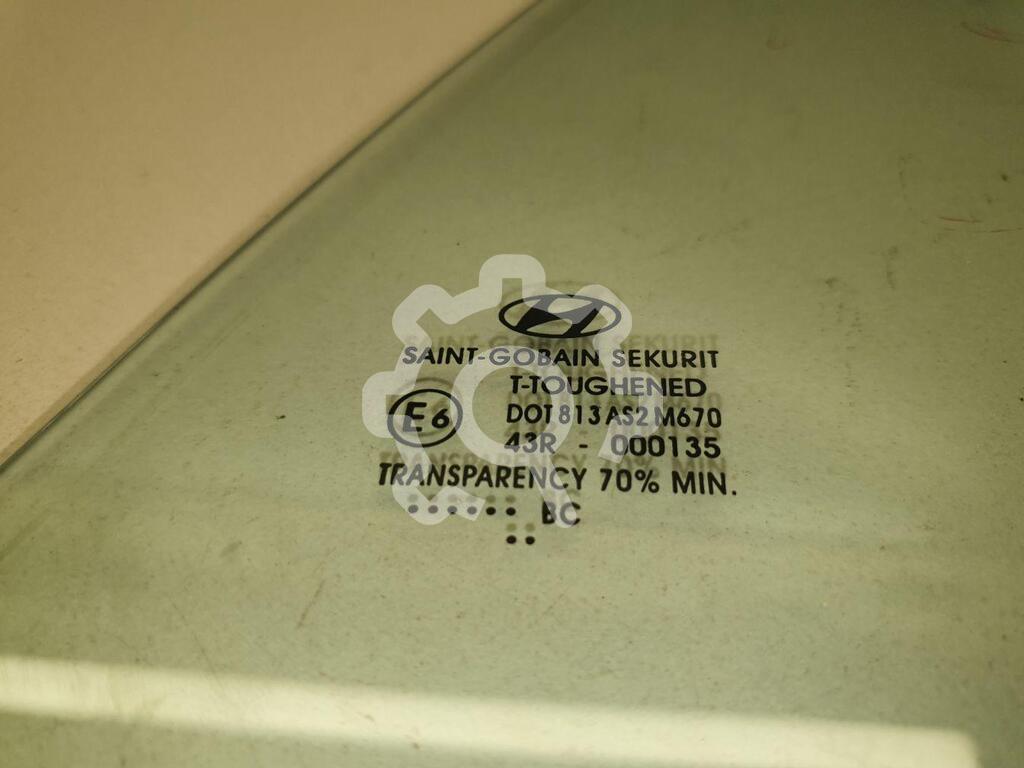 SAINT-GOBAIN SEKURIT
T-TOUGHENED
E6 DOT 813 AS2 M670
43R - 000135
TRANSPARENCY 70% MIN.
...... BC
..